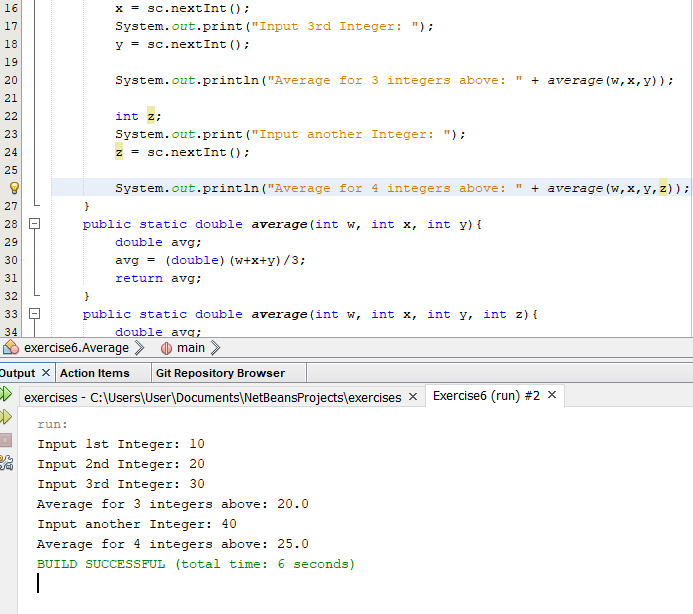 16 x = sc.nextInt();
17 System.out.print("Input 3rd Integer: ");
18 y = sc.nextInt();
19
20 System.out.println("Average for 3 integers above: " + average(w,x,y));
21
22 int z;
23 System.out.print("Input another Integer: ");
24 z = sc.nextInt();
25
System.out.println("Average for 4 integers above: " + average(w,x,y,z));
27 }
28 public static double average(int w, int x, int y){
29 double avg;
30 avg = (double)(w+x+y)/3;
31 return avg;
32 }
33 public static double average(int w, int x, int y, int z){
34 double avg;
exercise6.Average main
Output Action Items Git Repository Browser
exercises - C:\Users\User\Documents\NetBeansProjects\exercises Exercise6 (run) #2
run:
Input 1st Integer: 10
Input 2nd Integer: 20
Input 3rd Integer: 30
Average for 3 integers above: 20.0
Input another Integer: 40
Average for 4 integers above: 25.0
BUILD SUCCESSFUL (total time: 6 seconds)